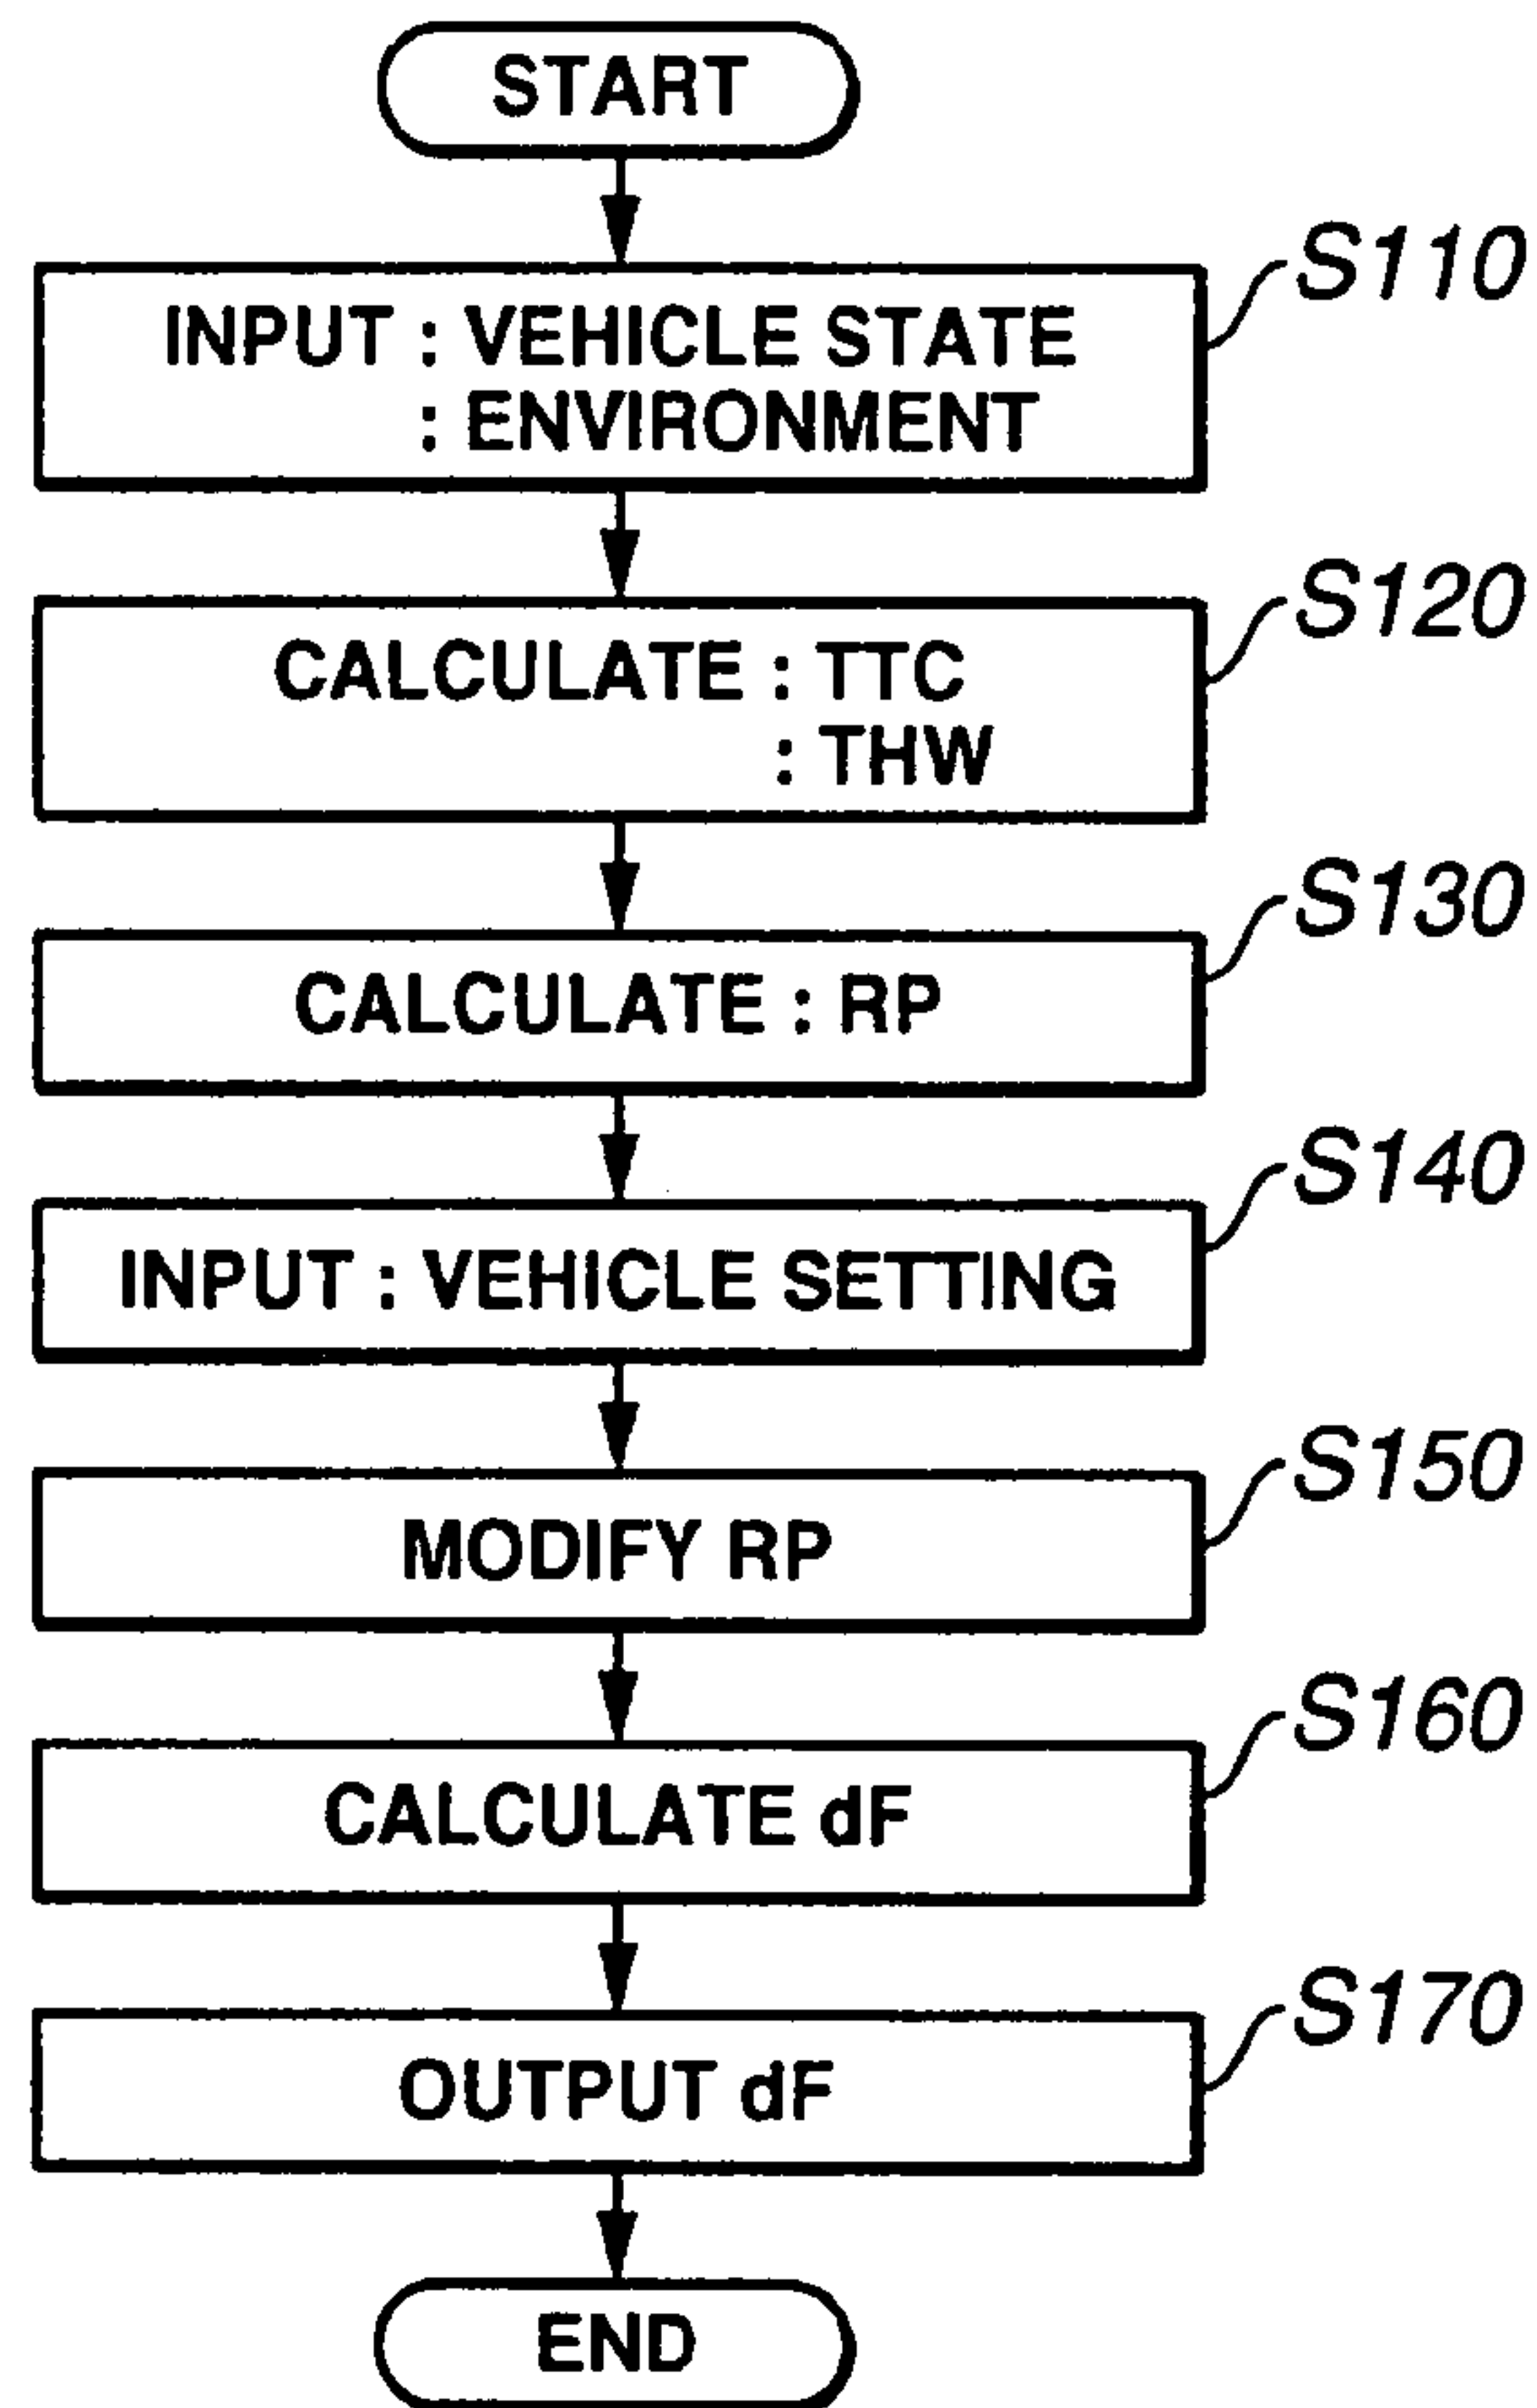 START
S110
INPUT : VEHICLE STATE
: ENVIRONMENT
S120
CALCULATE : TTC
: THW
S130
CALCULATE : RP
S140
INPUT : VEHICLE SETTING
S150
MODIFY RP
S160
CALCULATE dF
S170
OUTPUT dF
END